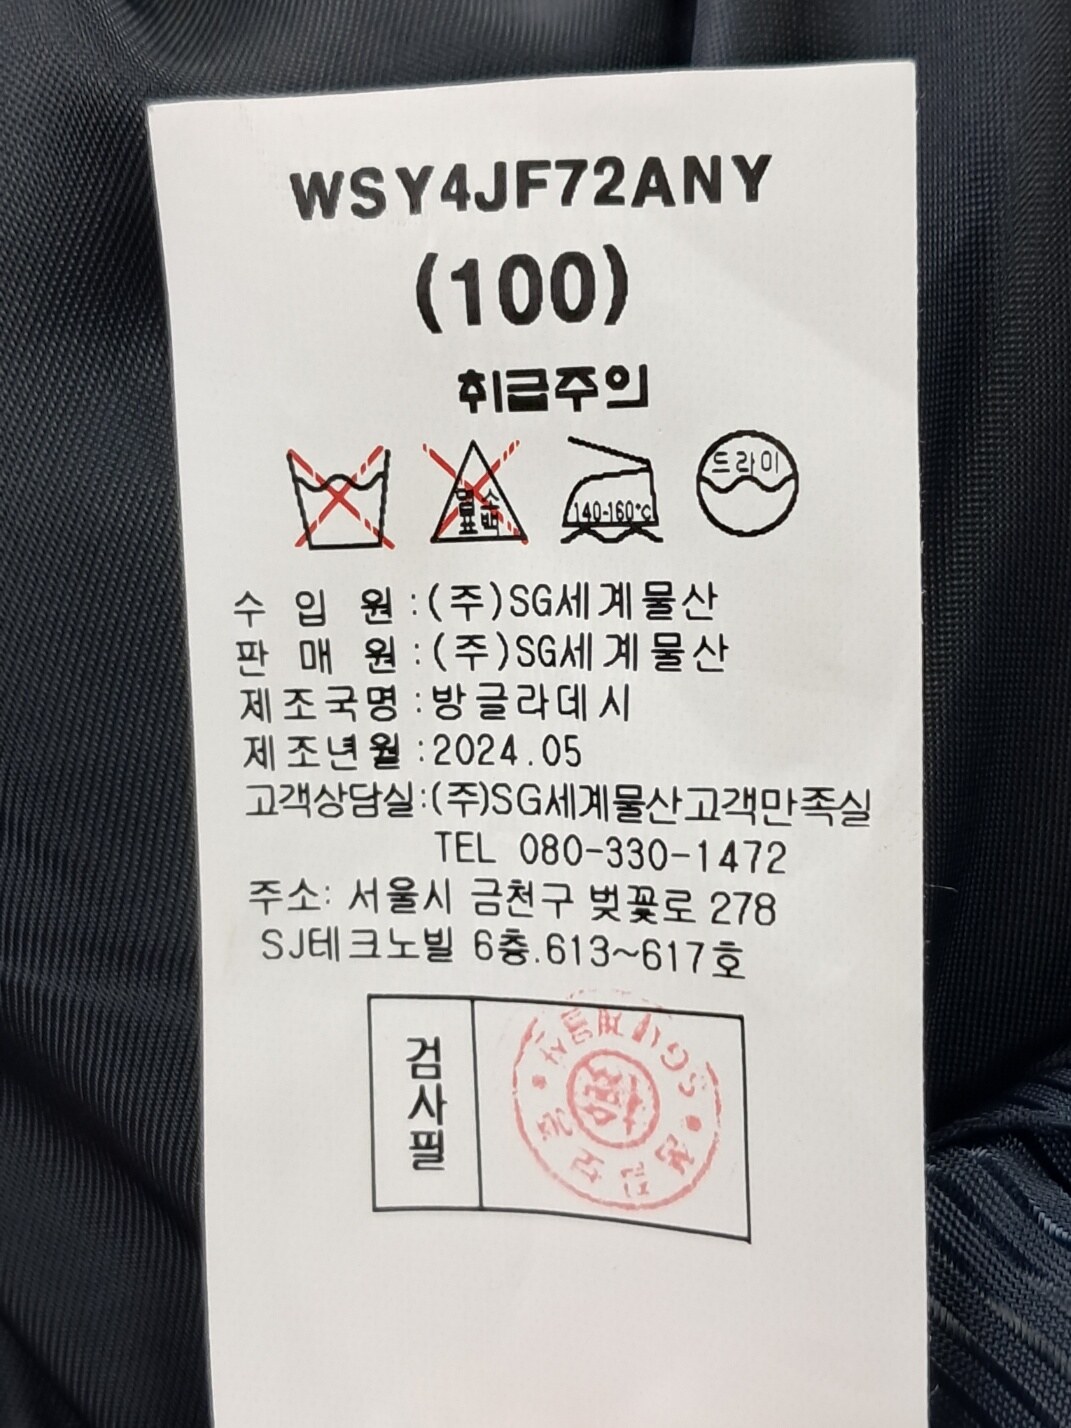 WSY4JF72ANY
(100)
취급주의
염소 표백
140-160°C
드라이
수 입 원 :(주)SG세계물산
판 매 원 :(주)SG세계물산
제조국명 :방글라데시
제조년월 :2024.05
고객상담실:(주)SG세계물산고객만족실
TEL 080-330-1472
주소: 서울시 금천구 벚꽃로 278
SJ테크노빌 6층.613~617호
검사필